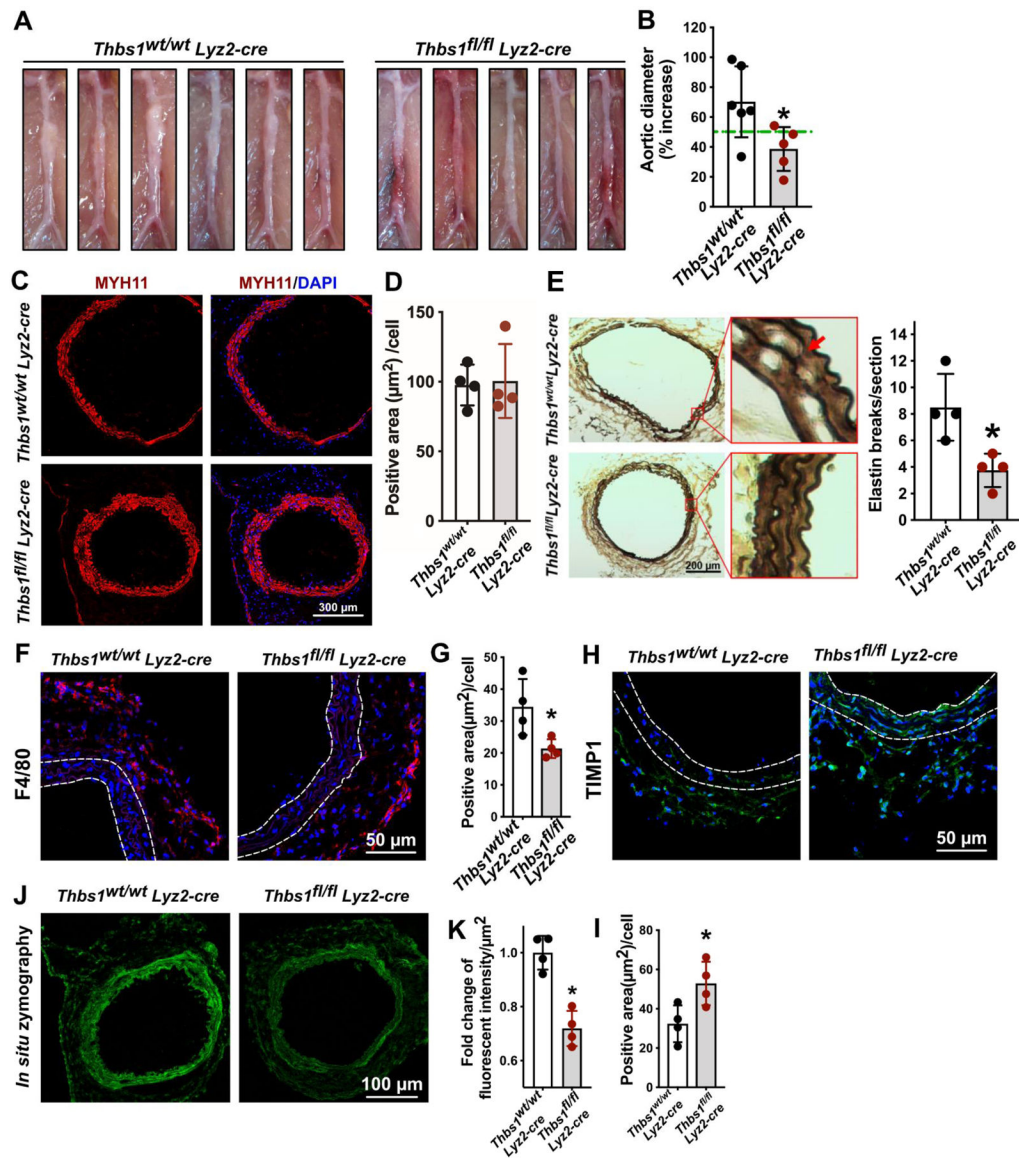 A
Thbs1wt/wt Lyz2-cre
Thbs1fl/fl Lyz2-cre
B
Aortic diameter
(% increase)
120
100
80
60
40
20
0
*
Thbs1wt/wt
Lyz2-cre
Thbs1fl/fl
Lyz2-cre
C
MYH11
MYH11/DAPI
Thbs1wt/wt Lyz2-cre
Thbs1fl/fl Lyz2-cre
300 µm
D
Positive area (µm2) /cell
150
100
50
0
Thbs1wt/wt
Lyz2-cre
Thbs1fl/fl
Lyz2-cre
E
Thbs1wt/wt Lyz2-cre
Thbs1fl/fl Lyz2-cre
200 µm
Elastin breaks/section
14
12
10
8
6
4
2
0
*
Thbs1wt/wt
Lyz2-cre
Thbs1fl/fl
Lyz2-cre
F
Thbs1wt/wt Lyz2-cre
Thbs1fl/fl Lyz2-cre
F4/80
50 µm
G
Positive area(µm2)/cell
50
40
30
20
10
0
*
Thbs1wt/wt
Lyz2-cre
Thbs1fl/fl
Lyz2-cre
H
Thbs1wt/wt Lyz2-cre
Thbs1fl/fl Lyz2-cre
TIMP1
50 µm
J
Thbs1wt/wt Lyz2-cre
Thbs1fl/fl Lyz2-cre
In situ zymography
100 µm
K
Fold change of
fluorescent intensity/µm2
1.0
0.8
0.6
*
Thbs1wt/wt
Lyz2-cre
Thbs1fl/fl
Lyz2-cre
I
Positive area(µm2)/cell
80
60
40
20
0
*
Thbs1wt/wt
Lyz2-cre
Thbs1fl/fl
Lyz2-cre